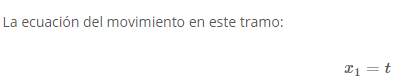 La ecuación del movimiento en este tramo:
x₁ = t